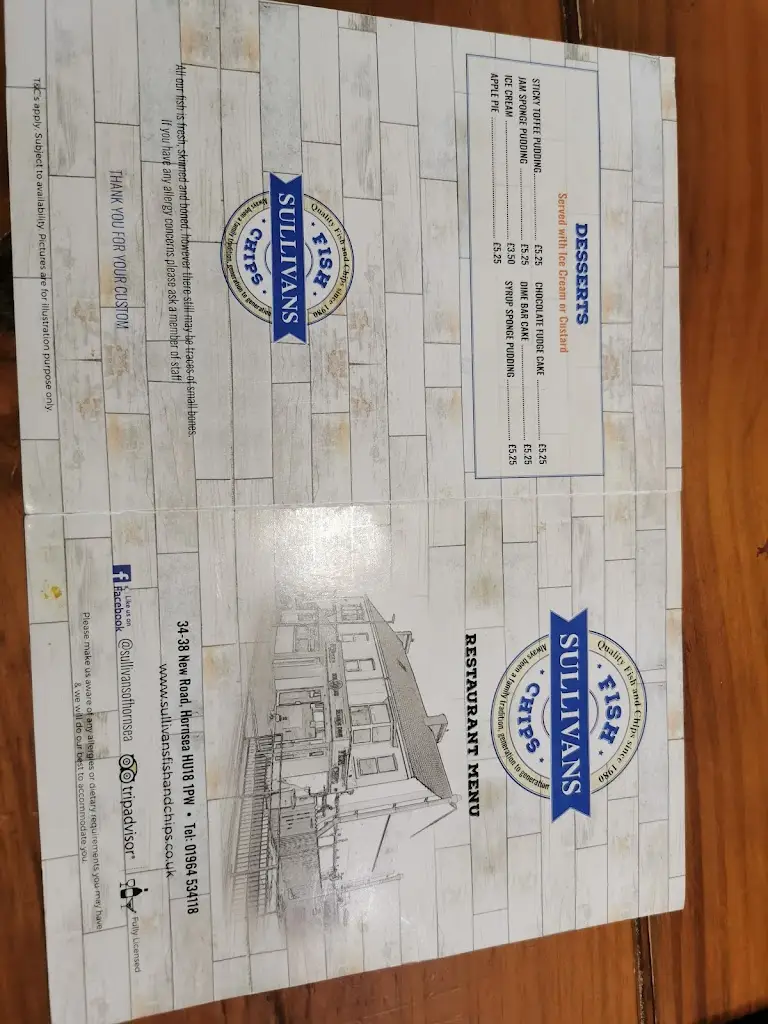 DESSERTS
Served with Ice Cream or Custard
STICKY TOFFEE PUDDING.......... £5.25
JAM SPONGE PUDDING .......... £5.25
ICE CREAM .......... £3.50
APPLE PIE .......... £5.25
CHOCOLATE FUDGE CAKE .......... £5.25
DIME BAR CAKE .......... £5.25
SYRUP SPONGE PUDDING .......... £5.25
Quality Fish and Chips since 1980
FISH
SULLIVANS
CHIPS
Always been a family tradition, generation to generation
All our fish is fresh, skinned and boned, however there still may be traces of small bones.
If you have any allergy concerns please ask a member of staff
THANK YOU FOR YOUR CUSTOM
T&C's apply. Subject to availability. Pictures are for illustration purpose only.
Quality Fish and Chips since 1980
FISH
SULLIVANS
CHIPS
Always been a family tradition, generation to generation
RESTAURANT MENU
34-38 New Road, Hornsea HU18 1PW • Tel: 01964 534118
www.sullivansfishandchips.co.uk
Like us on
Facebook
@sullivansofhornsea
tripadvisor®
Fully Licensed
Please make us aware of any allergies or dietary requirements you may have
& we will do our best to accommodate you.